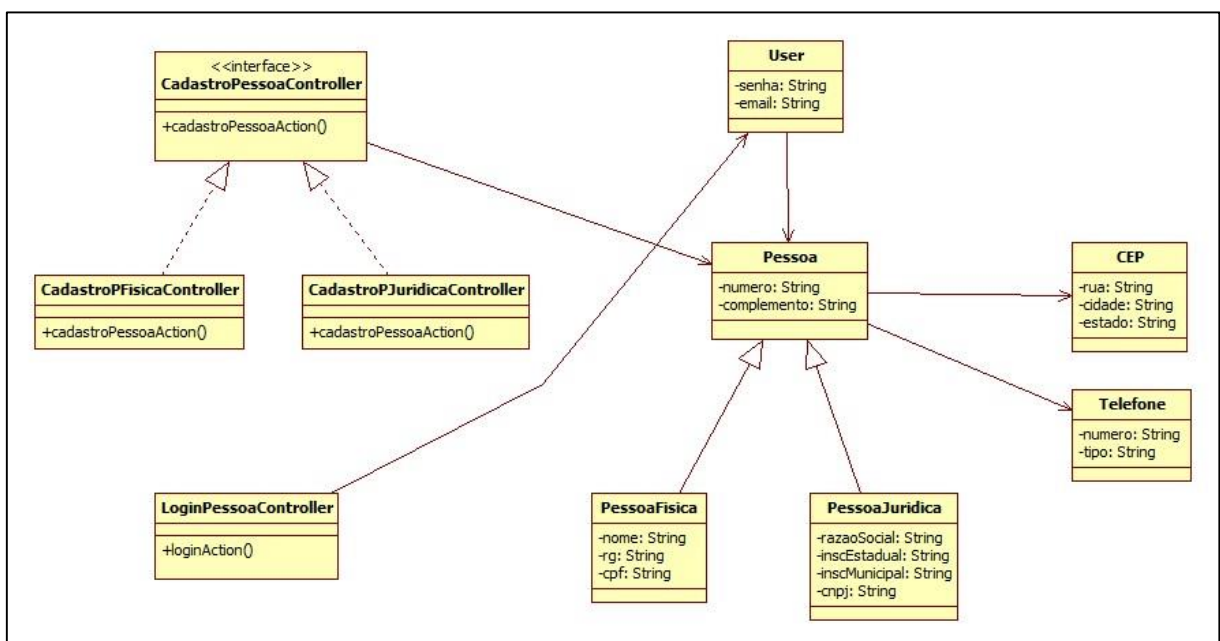 <<interface>>
CadastroPessoaController
+cadastroPessoaAction()
User
-senha: String
-email: String
CadastroPFisicaController
+cadastroPessoaAction()
CadastroPJuridicaController
+cadastroPessoaAction()
Pessoa
-numero: String
-complemento: String
CEP
-rua: String
-cidade: String
-estado: String
Telefone
-numero: String
-tipo: String
LoginPessoaController
+loginAction()
PessoaFisica
-nome: String
-rg: String
-cpf: String
PessoaJuridica
-razaoSocial: String
-inscEstadual: String
-inscMunicipal: String
-cnpj: String